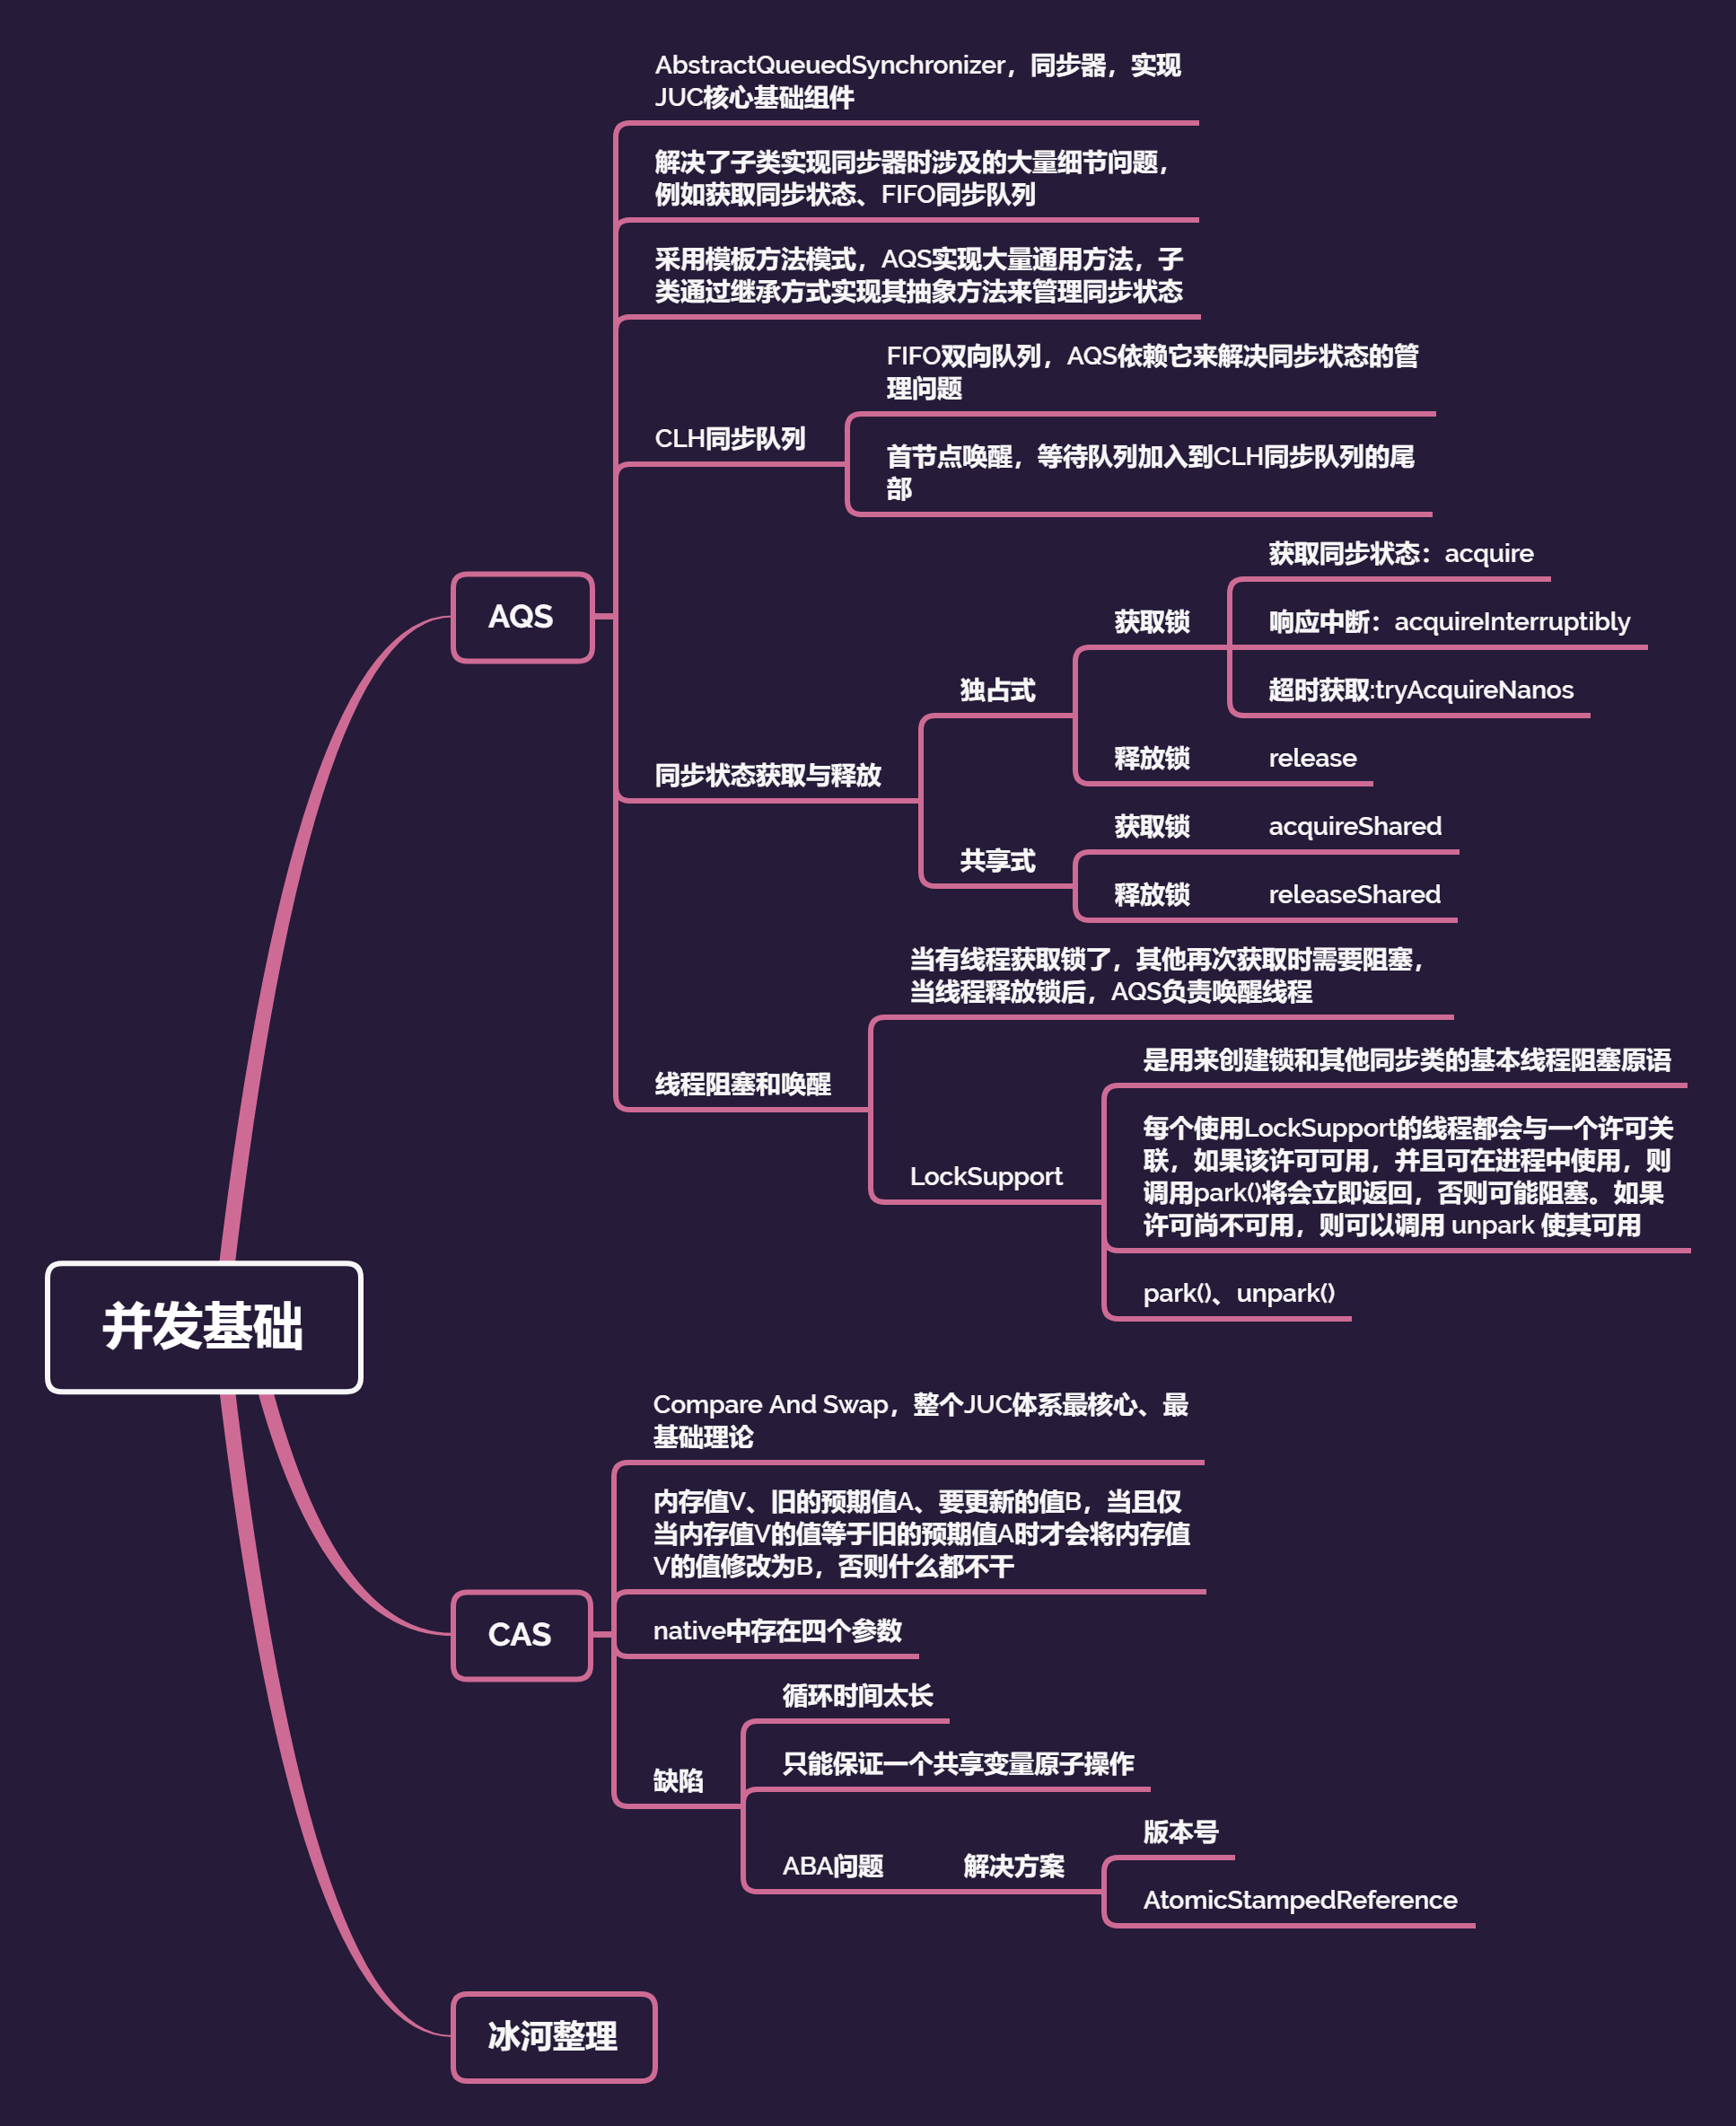 AbstractQueuedSynchronizer，同步器，实现
JUC核心基础组件
解决了子类实现同步器时涉及的大量细节问题，
例如获取同步状态、FIFO同步队列
采用模板方法模式，AQS实现大量通用方法，子
类通过继承方式实现其抽象方法来管理同步状态
FIFO双向队列，AQS依赖它来解决同步状态的管
理问题
CLH同步队列
首节点唤醒，等待队列加入到CLH同步队列的尾
部
AQS
获取同步状态：acquire
获取锁
响应中断：acquireInterruptibly
超时获取:tryAcquireNanos
独占式
释放锁
release
同步状态获取与释放
获取锁
acquireShared
共享式
释放锁
releaseShared
当有线程获取锁了，其他再次获取时需要阻塞，
当线程释放锁后，AQS负责唤醒线程
线程阻塞和唤醒
是用来创建锁和其他同步类的基本线程阻塞原语
每个使用LockSupport的线程都会与一个许可关
联，如果该许可可用，并且可在进程中使用，则
调用park()将会立即返回，否则可能阻塞。如果
许可尚不可用，则可以调用 unpark 使其可用
LockSupport
park()、unpark()
并发基础
Compare And Swap，整个JUC体系最核心、最
基础理论
内存值V、旧的预期值A、要更新的值B，当且仅
当内存值V的值等于旧的预期值A时才会将内存值
V的值修改为B，否则什么都不干
CAS
native中存在四个参数
循环时间太长
只能保证一个共享变量原子操作
缺陷
版本号
ABA问题
解决方案
AtomicStampedReference
冰河整理